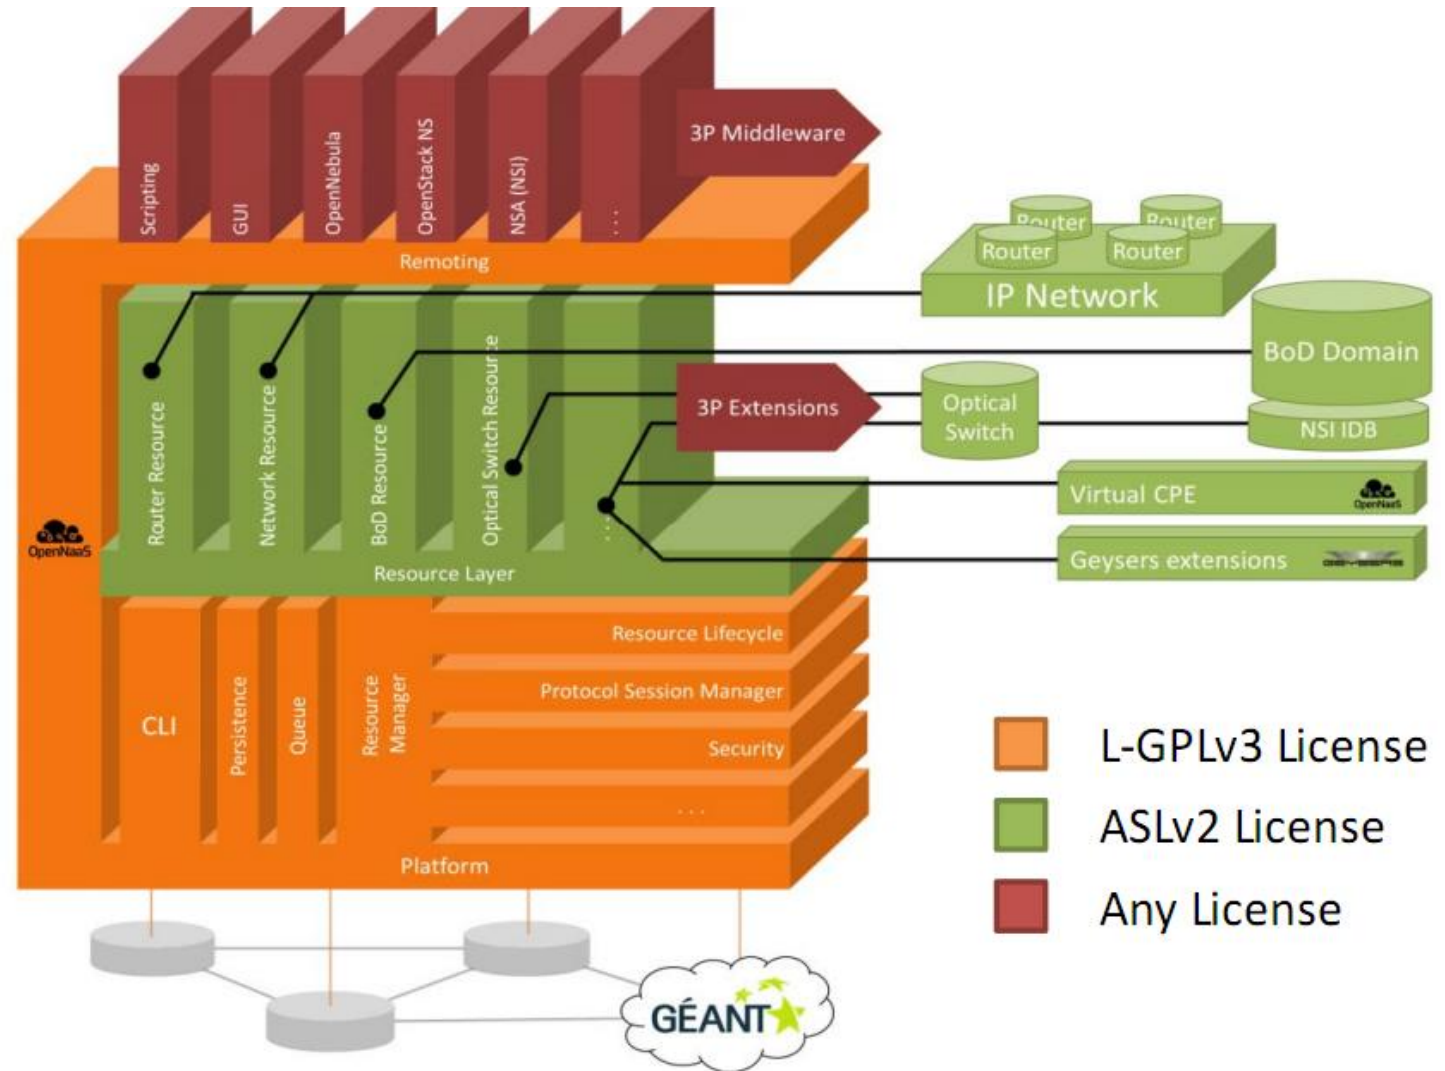 Scripting
GUI
OpenNebula
OpenStack NS
NSA (NSI)
...
3P Middleware
Remoting
Router
Router
Router
Router
IP Network
BoD Domain
NSI IDB
Optical
Switch
3P Extensions
Virtual CPE
OpenNaaS
Geysers extensions
GEYSERS
OpenNaaS
Router Resource
Network Resource
BoD Resource
Optical Switch Resource
...
Resource Layer
CLI
Persistence
Queue
Resource
Manager
Resource Lifecycle
Protocol Session Manager
Security
...
Platform
L-GPLv3 License
ASLv2 License
Any License
GÉANT